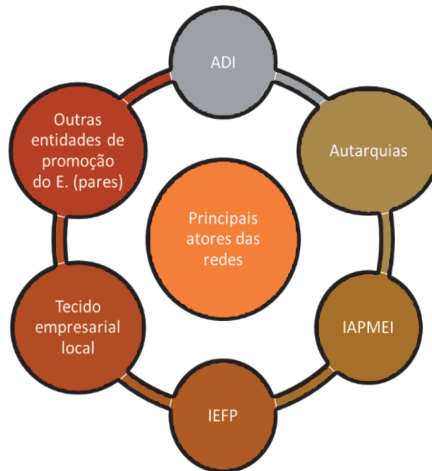 ADI
Autarquias
IAPMEI
IEFP
Tecido
empresarial
local
Outras
entidades de
promoção
do E. (pares)
Principais
atores das
redes